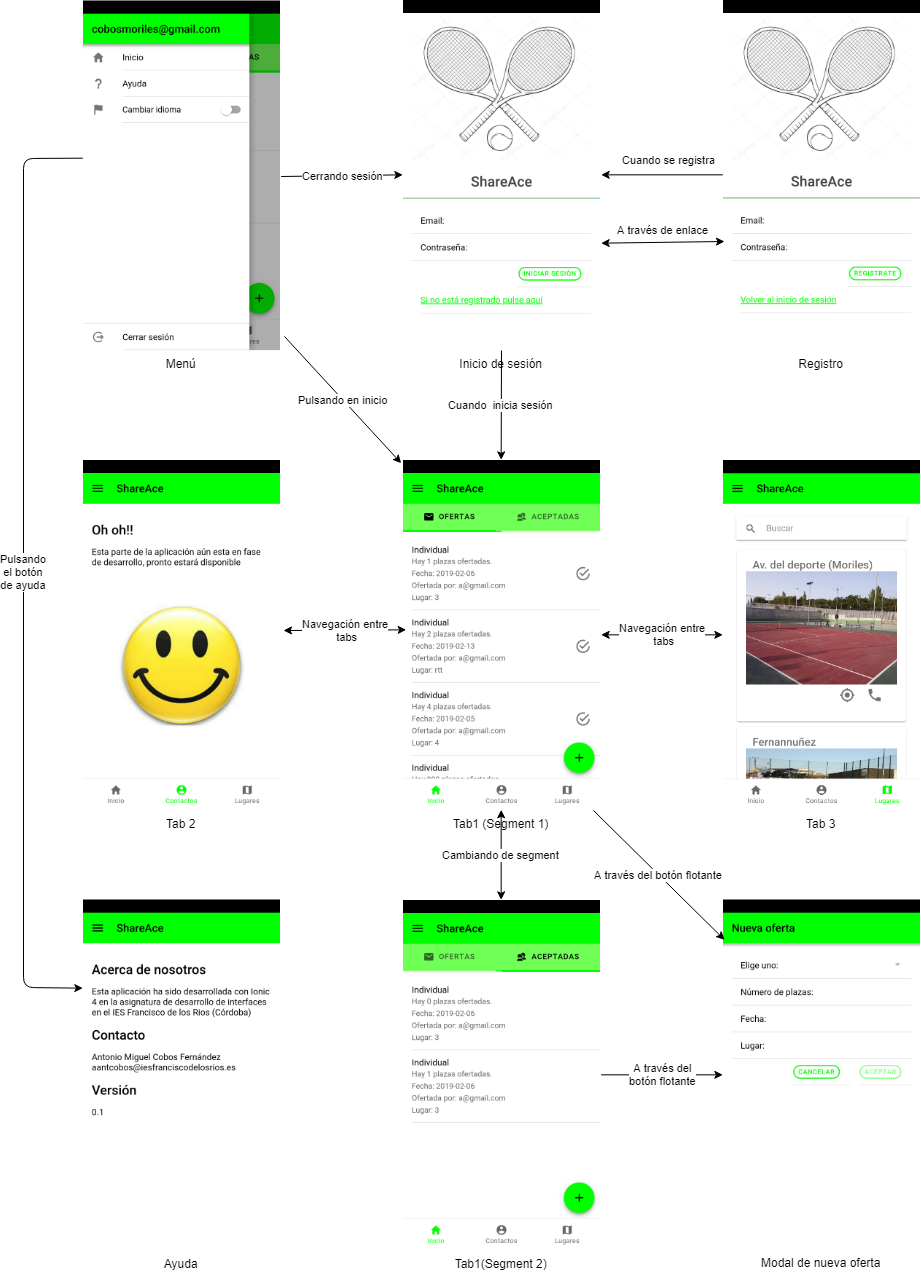 cobosmoriles@gmail.com
AS
Inicio
Ayuda
Cambiar idioma
Cerrar sesión
Menú
Cerrando sesión
ShareAce
Email:
Contraseña:
INICIAR SESIÓN
Si no está registrado pulse aquí
Inicio de sesión
Cuando se registra
A través de enlace
ShareAce
Email:
Contraseña:
REGISTRATE
Volver al inicio de sesión
Registro
Pulsando en inicio
Cuando inicia sesión
Pulsando
el botón
de ayuda
ShareAce
Oh oh!!
Esta parte de la aplicación aún esta en fase
de desarrollo, pronto estará disponible
Inicio
Contactos
Lugares
Tab 2
Navegación entre
tabs
ShareAce
OFERTAS
ACEPTADAS
Individual
Hay 1 plazas ofertadas.
Fecha: 2019-02-06
Ofertada por: a@gmail.com
Lugar: 3
Individual
Hay 2 plazas ofertadas.
Fecha: 2019-02-13
Ofertada por: a@gmail.com
Lugar: rtt
Individual
Hay 4 plazas ofertadas.
Fecha: 2019-02-05
Ofertada por: a@gmail.com
Lugar: 4
Individual
Inicio
Contactos
Lugares
Tab1 (Segment 1)
Navegación entre
tabs
ShareAce
Buscar
Av. del deporte (Moriles)
Fernannuñez
Inicio
Contactos
Lugares
Tab 3
Cambiando de segment
A través del botón flotante
ShareAce
Acerca de nosotros
Esta aplicación ha sido desarrollada con Ionic
4 en la asignatura de desarrollo de interfaces
en el IES Francisco de los Rios (Córdoba)
Contacto
Antonio Miguel Cobos Fernández
aantcobos@iesfranciscodelosrios.es
Versión
0.1
Ayuda
ShareAce
OFERTAS
ACEPTADAS
Individual
Hay 0 plazas ofertadas.
Fecha: 2019-02-06
Ofertada por: a@gmail.com
Lugar: 3
Individual
Hay 1 plazas ofertadas.
Fecha: 2019-02-06
Ofertada por: a@gmail.com
Lugar: 3
Inicio
Contactos
Lugares
Tab1(Segment 2)
A través del
botón flotante
Nueva oferta
Elige uno:
Número de plazas:
Fecha:
Lugar:
CANCELAR
ACEPTAR
Modal de nueva oferta